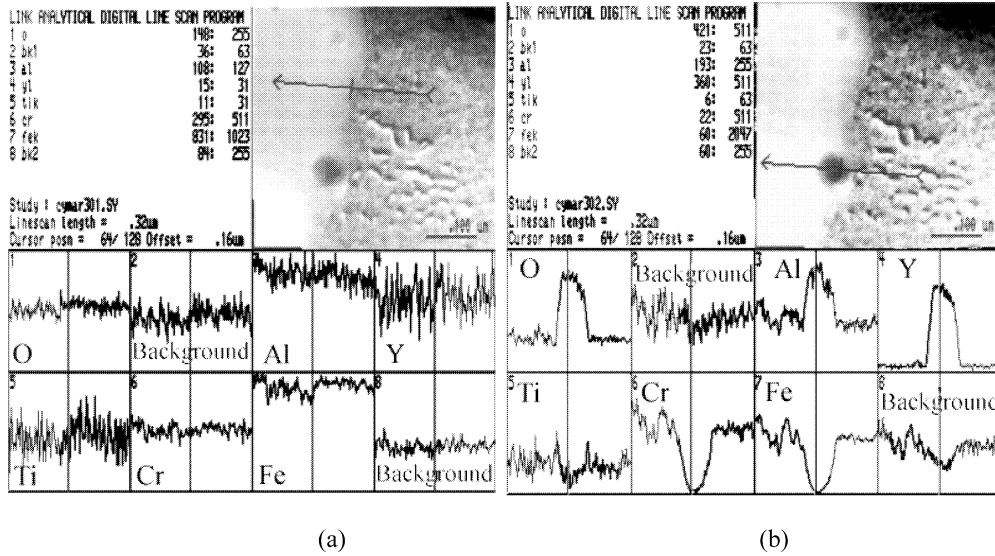 LINK ANALYTICAL DIGITAL LINE SCAN PROGRAM
1 o 148: 255
2 bk1 36: 63
3 al 108: 127
4 yl 15: 31
5 tik 11: 31
6 cr 295: 511
7 fek 831: 1023
8 bk2 84: 255
Study : cymar301.SY
Linescan length = .32um
Cursor posn = 64/ 128 Offset = .16um
.100 um
1 2 3 4
O Background Al Y
5 6 7 8
Ti Cr Fe Background
(a)
LINK ANALYTICAL DIGITAL LINE SCAN PROGRAM
1 o 421: 511
2 bk1 23: 63
3 al 193: 255
4 yl 360: 511
5 tik 6: 63
6 cr 22: 511
7 fek 60: 2047
8 bk2 60: 255
Study : cymar302.SY
Linescan length = .32um
Cursor posn = 64/ 128 Offset = .16um
.100 um
1 2 3 4
O Background Al Y
5 6 7 8
Ti Cr Fe Background
(b)